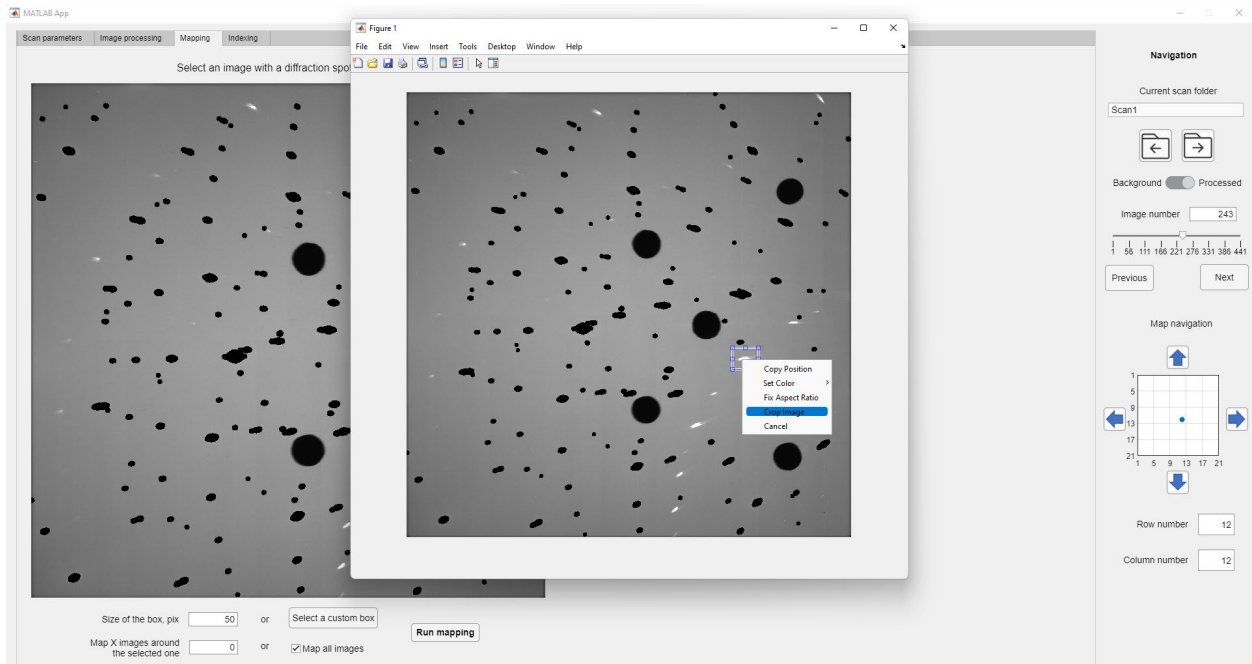 MATLAB App
Scan parameters Image processing Mapping Indexing
Select an image with a diffraction spot
Figure 1
File Edit View Insert Tools Desktop Window Help
Copy Position
Set Color
Fix Aspect Ratio
Crop Image
Cancel
Size of the box, pix 50 or Select a custom box
Map X images around
the selected one 0 or Map all images
Run mapping
Navigation
Current scan folder
Scan1
Background Processed
Image number 243
1 56 111 166 221 276 331 386 441
Previous Next
Map navigation
1
5
9
13
17
21
1 5 9 13 17 21
Row number 12
Column number 12